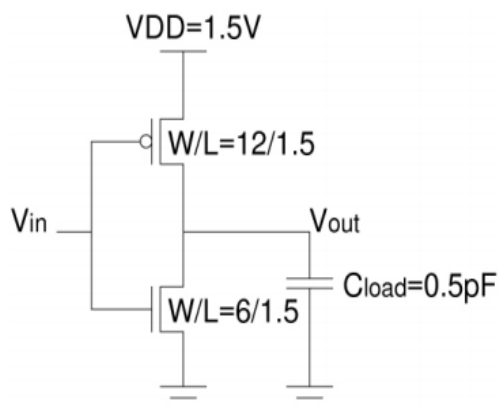 VDD=1.5V
W/L=12/1.5
Vin
Vout
Cload=0.5pF
W/L=6/1.5